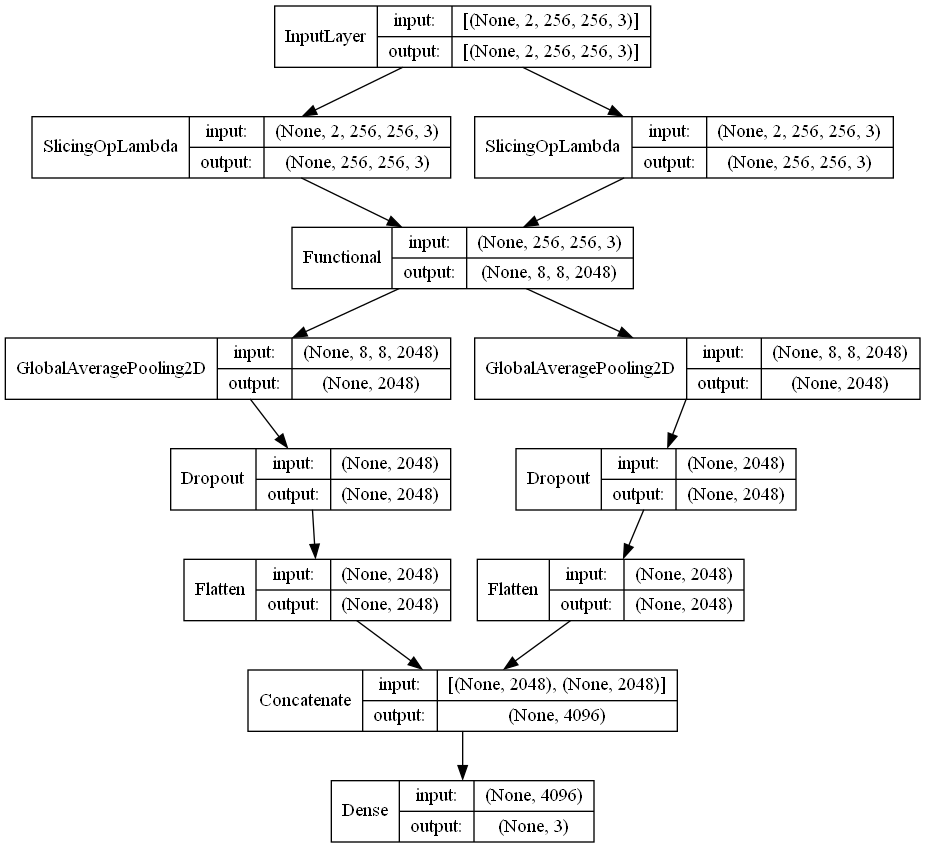 InputLayer input: [(None, 2, 256, 256, 3)]
output: [(None, 2, 256, 256, 3)]
SlicingOpLambda input: (None, 2, 256, 256, 3)
output: (None, 256, 256, 3)
SlicingOpLambda input: (None, 2, 256, 256, 3)
output: (None, 256, 256, 3)
Functional input: (None, 256, 256, 3)
output: (None, 8, 8, 2048)
GlobalAveragePooling2D input: (None, 8, 8, 2048)
output: (None, 2048)
GlobalAveragePooling2D input: (None, 8, 8, 2048)
output: (None, 2048)
Dropout input: (None, 2048)
output: (None, 2048)
Dropout input: (None, 2048)
output: (None, 2048)
Flatten input: (None, 2048)
output: (None, 2048)
Flatten input: (None, 2048)
output: (None, 2048)
Concatenate input: [(None, 2048), (None, 2048)]
output: (None, 4096)
Dense input: (None, 4096)
output: (None, 3)